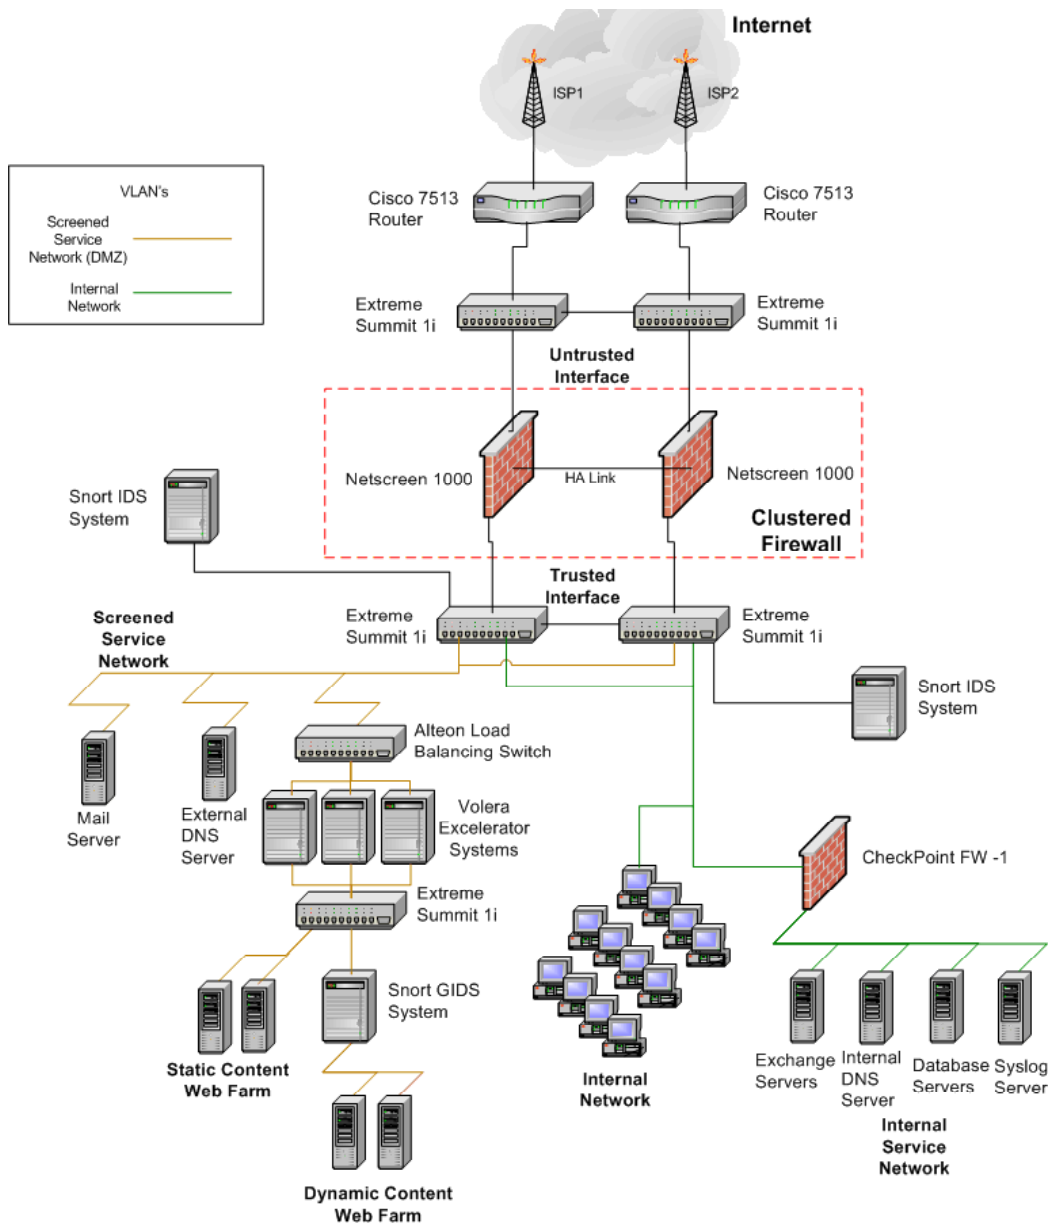 Internet
ISP1
ISP2
Cisco 7513
Router
Cisco 7513
Router
VLAN's
Screened
Service
Network (DMZ)
Internal
Network
Extreme
Summit 1i
Extreme
Summit 1i
Untrusted
Interface
Netscreen 1000
HA Link
Netscreen 1000
Clustered
Firewall
Snort IDS
System
Trusted
Interface
Extreme
Summit 1i
Extreme
Summit 1i
Screened
Service
Network
Snort IDS
System
Alteon Load
Balancing Switch
Mail
Server
External
DNS
Server
Volera
Excelerator
Systems
CheckPoint FW -1
Extreme
Summit 1i
Snort GIDS
System
Static Content
Web Farm
Dynamic Content
Web Farm
Internal
Network
Exchange
Servers
Internal
DNS
Server
Database
Servers
Syslog
Server
Internal
Service
Network